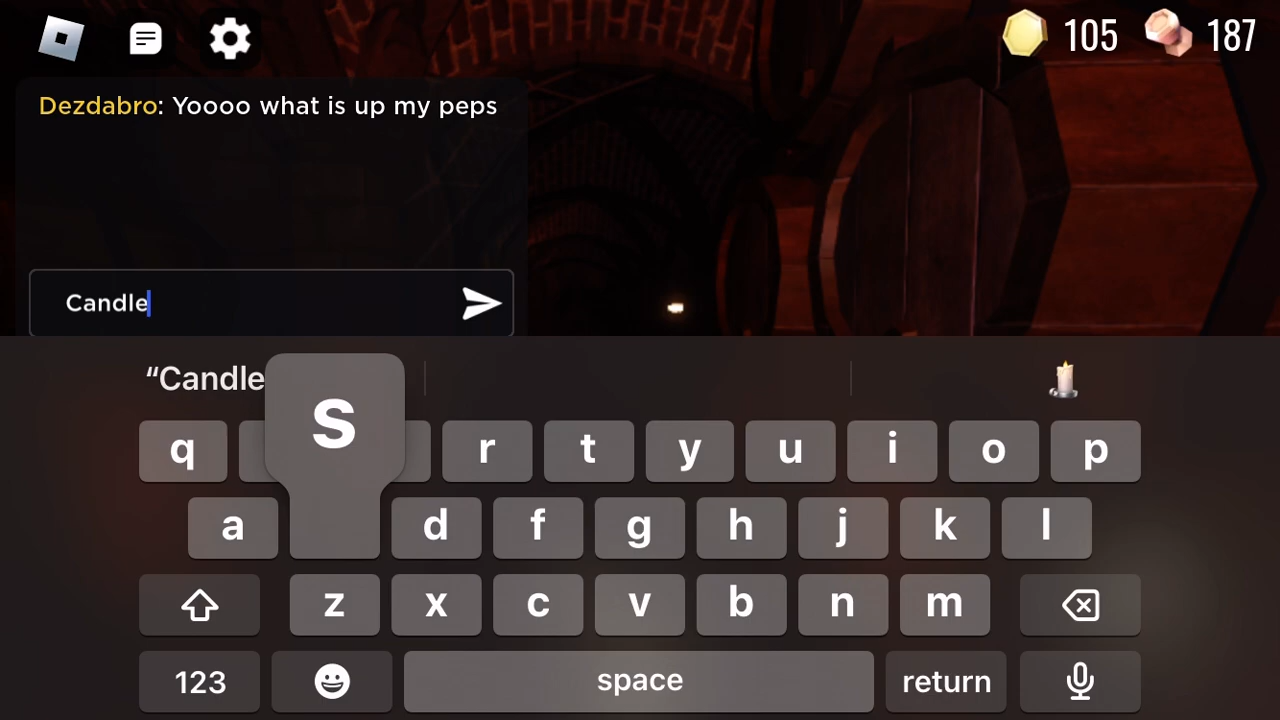 105
187
Dezdabro: Yoooo what is up my peps
Candle
“Candle
s
q r t y u i o p
a d f g h j k l
z x c v b n m
123 space return